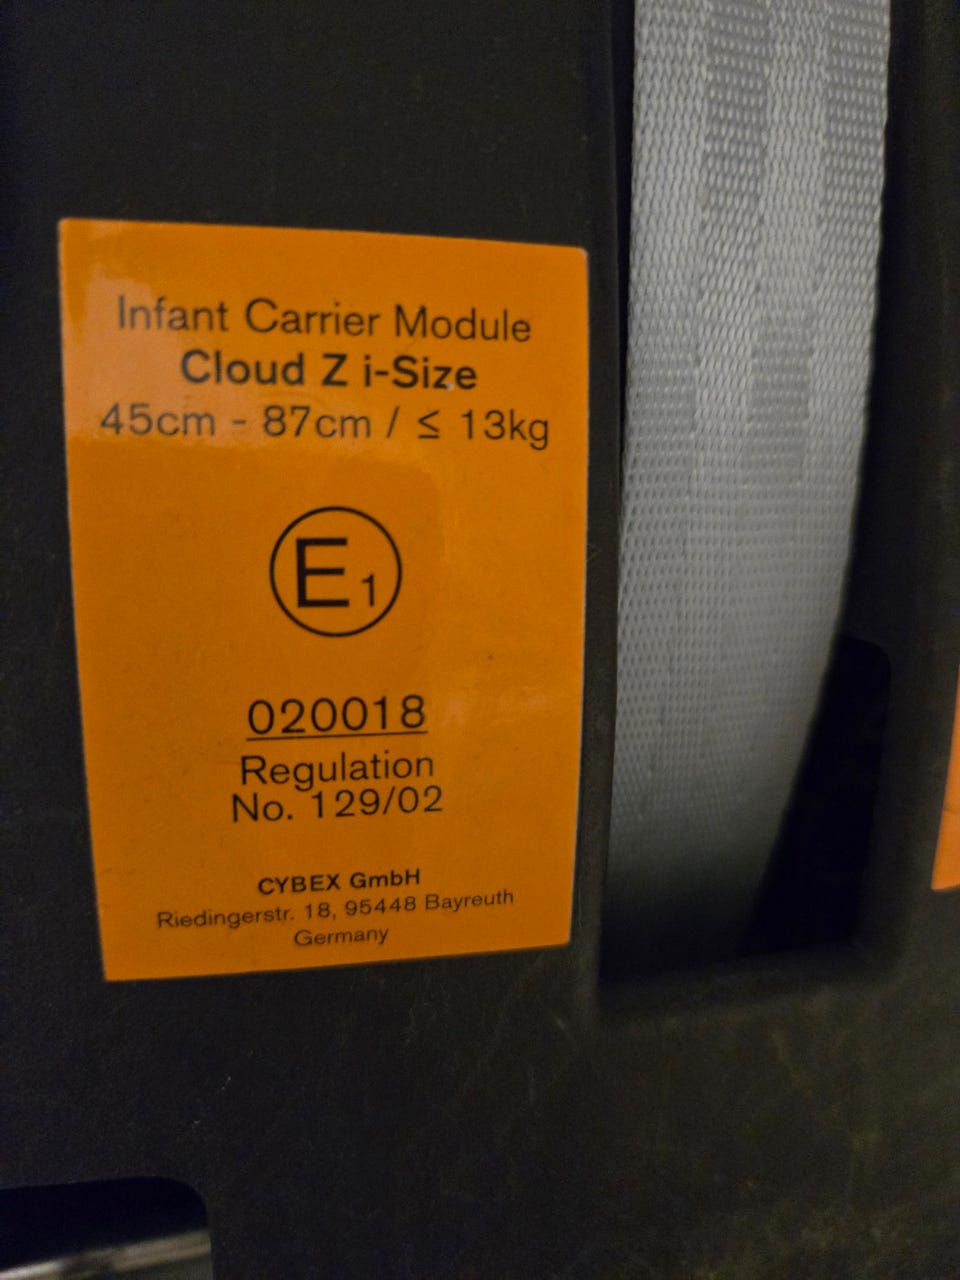 Infant Carrier Module
Cloud Z i-Size
45cm - 87cm / ≤ 13kg
E1
020018
Regulation
No. 129/02
CYBEX GmbH
Riedingerstr. 18, 95448 Bayreuth
Germany